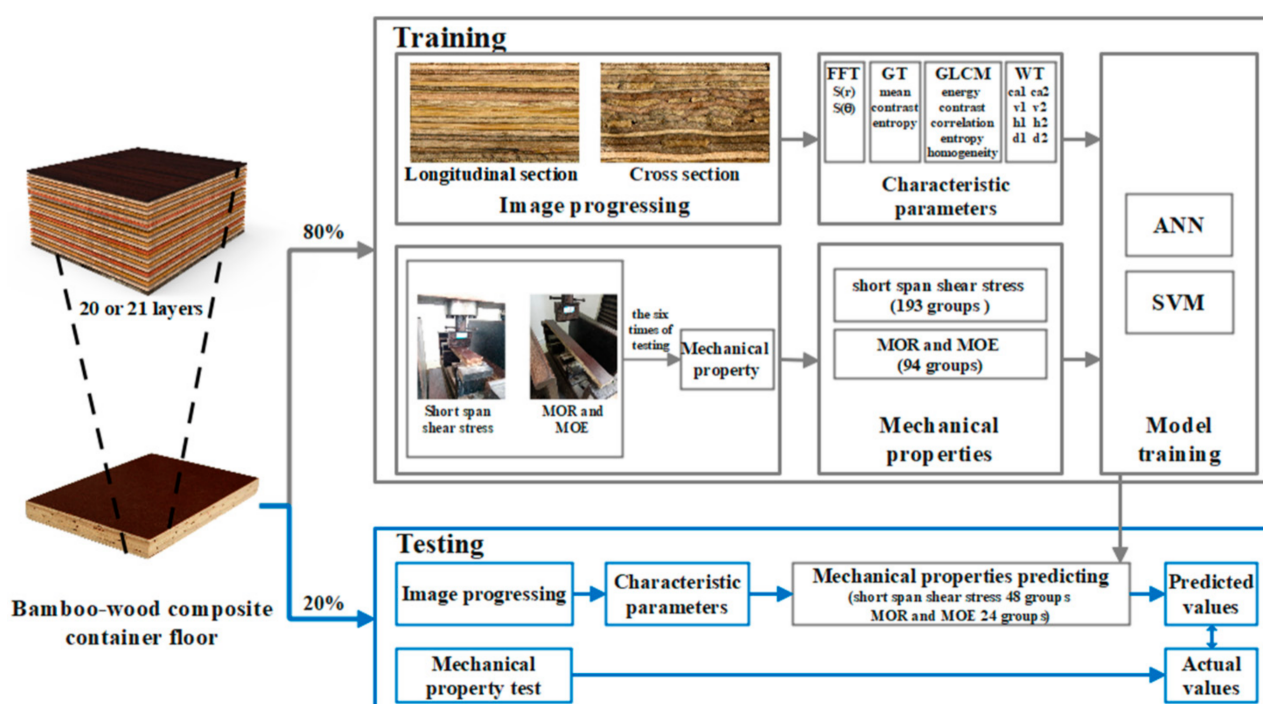 Training
Longitudinal section
Cross section
Image progressing
FFT
S(r)
S(θ)
GT
mean
contrast
entropy
GLCM
energy
contrast
correlation
entropy
homogeneity
WT
ca1 ca2
v1 v2
h1 h2
d1 d2
Characteristic
parameters
20 or 21 layers
80%
Short span
shear stress
MOR and
MOE
the six
times of
testing
Mechanical
property
short span shear stress
(193 groups )
MOR and MOE
(94 groups)
Mechanical
properties
ANN
SVM
Model
training
Bamboo-wood composite
container floor
20%
Testing
Image progressing
Characteristic
parameters
Mechanical properties predicting
(short span shear stress 48 groups
MOR and MOE 24 groups)
Predicted
values
Mechanical
property test
Actual
values